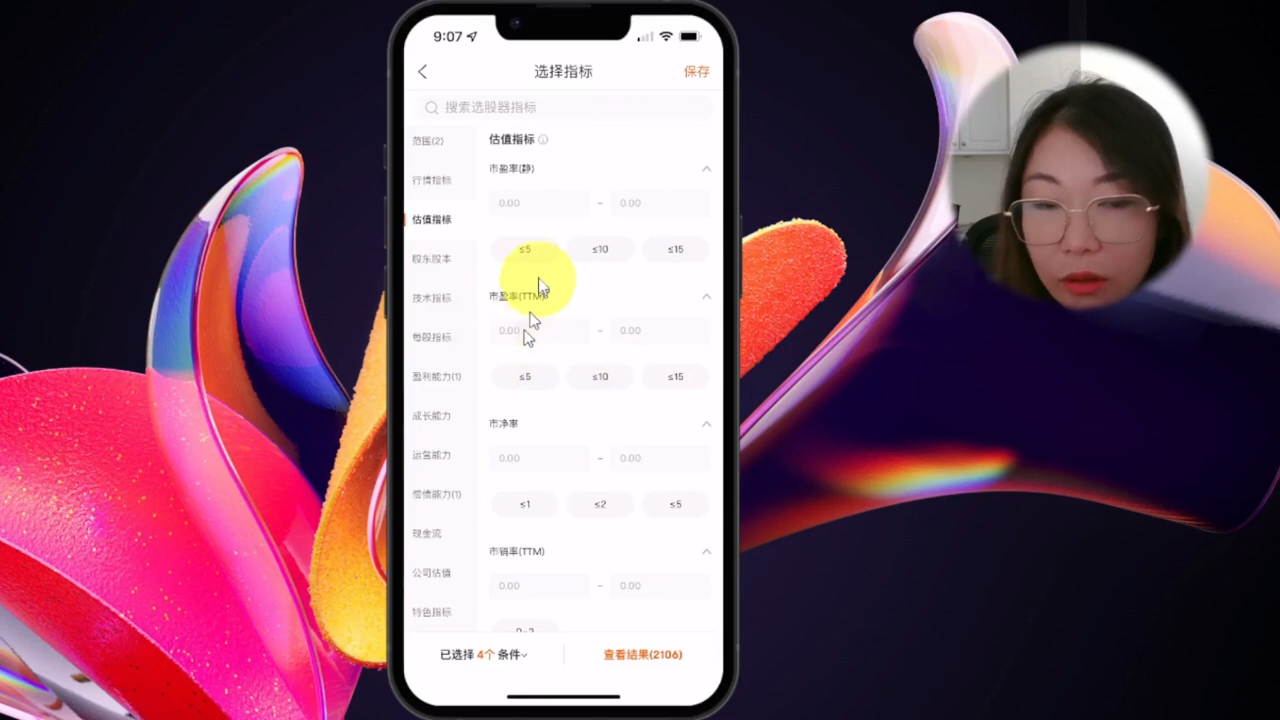 9:07
选择指标
保存
搜索选股器指标
范围(2)
行情指标
估值指标
股东股本
技术指标
每股指标
盈利能力(1)
成长能力
运营能力
偿债能力(1)
现金流
公司估值
特色指标
估值指标
市盈率(静)
0.00 - 0.00
≤5 ≤10 ≤15
市盈率(TTM)
0.00 - 0.00
≤5 ≤10 ≤15
市净率
0.00 - 0.00
≤1 ≤2 ≤5
市销率(TTM)
0.00 - 0.00
已选择 4个 条件
查看结果(2106)